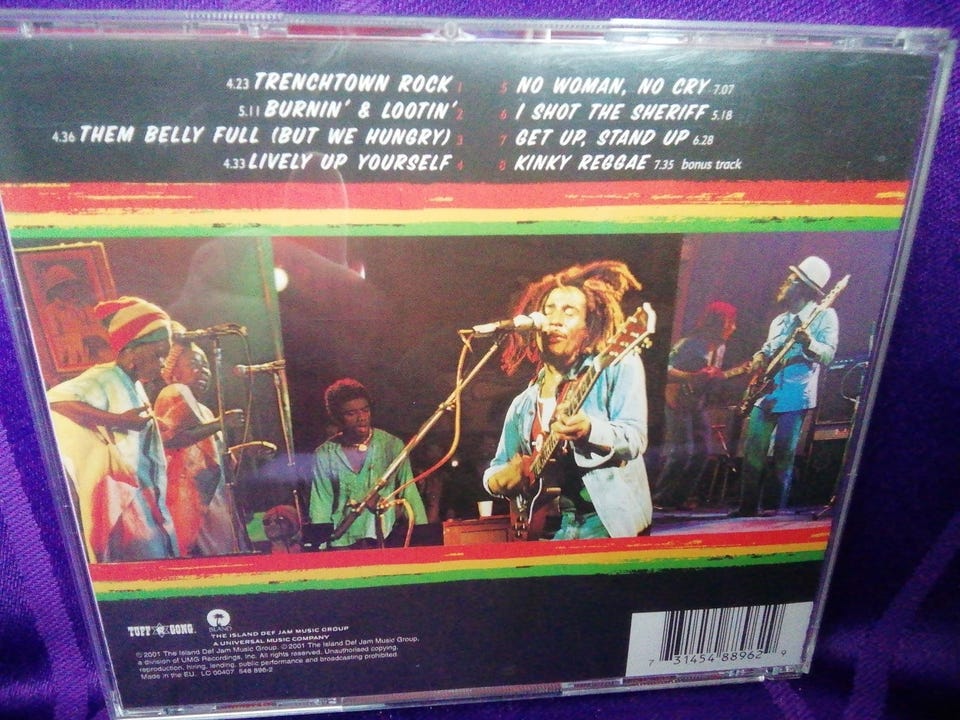 4.23 TRENCHTOWN ROCK 1
5.11 BURNIN' & LOOTIN' 2
4.36 THEM BELLY FULL (BUT WE HUNGRY) 3
4.33 LIVELY UP YOURSELF 4
5 NO WOMAN, NO CRY 7.07
6 I SHOT THE SHERIFF 5.18
7 GET UP, STAND UP 6.28
8 KINKY REGGAE 7.35 bonus track
TUFF GONG.
ISLAND
THE ISLAND DEF JAM MUSIC GROUP
A UNIVERSAL MUSIC COMPANY
℗2001 The Island Def Jam Music Group, ©2001 The Island Def Jam Music Group,
a division of UMG Recordings, Inc. All rights reserved. Unauthorised copying,
reproduction, hiring, lending, public performance and broadcasting prohibited.
Made in the EU. LC 00407 548 896-2
7 31454 88962 9